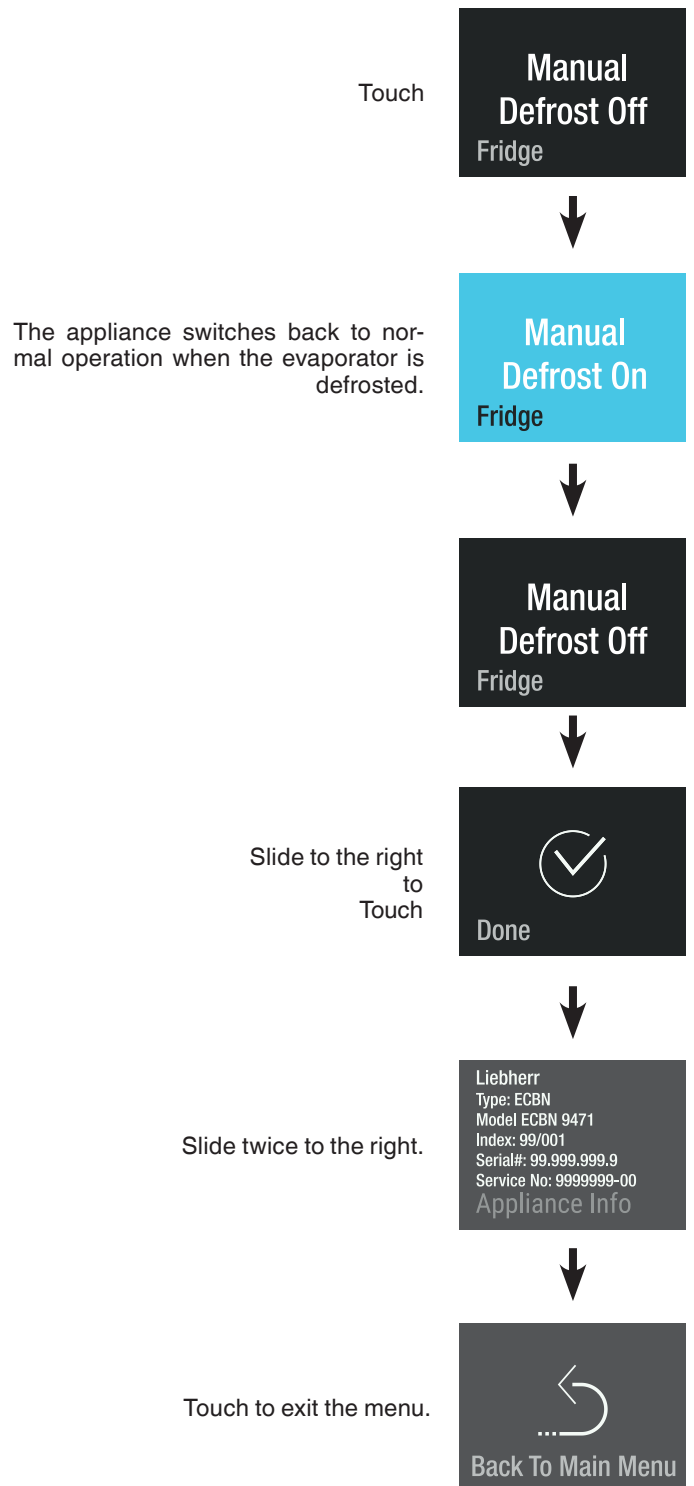 Touch
Manual
Defrost Off
Fridge
The appliance switches back to nor-
mal operation when the evaporator is
defrosted.
Manual
Defrost On
Fridge
Manual
Defrost Off
Fridge
Slide to the right
to
Touch
Done
Slide twice to the right.
Liebherr
Type: ECBN
Model ECBN 9471
Index: 99/001
Serial#: 99.999.999.9
Service No: 9999999-00
Appliance Info
Touch to exit the menu.
Back To Main Menu